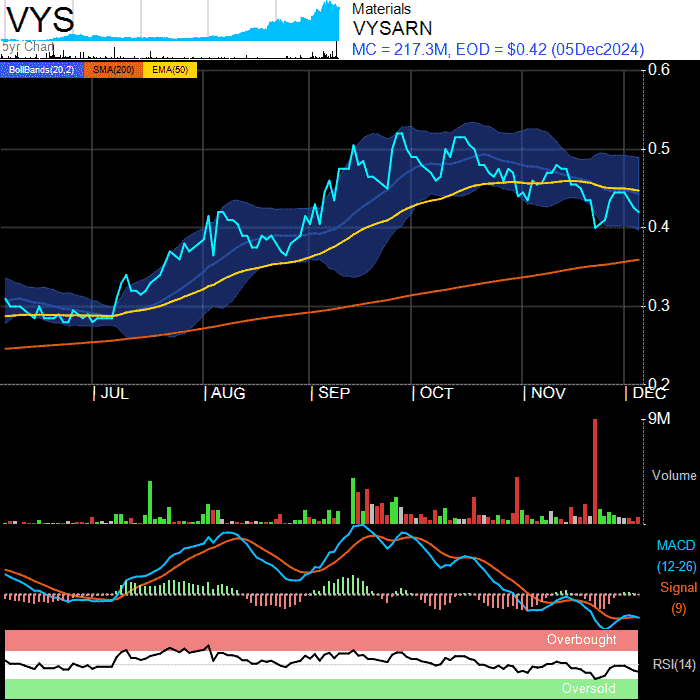 VYS
5yr Chart
Materials
VYSARN
MC = 217.3M, EOD = $0.42 (05Dec2024)
BollBands(20,2) SMA(200) EMA(50)
0.6
0.5
0.4
0.3
0.2
| JUL | AUG | SEP | OCT | NOV | DEC
9M
Volume
MACD
(12-26)
Signal
(9)
Overbought
RSI(14)
Oversold